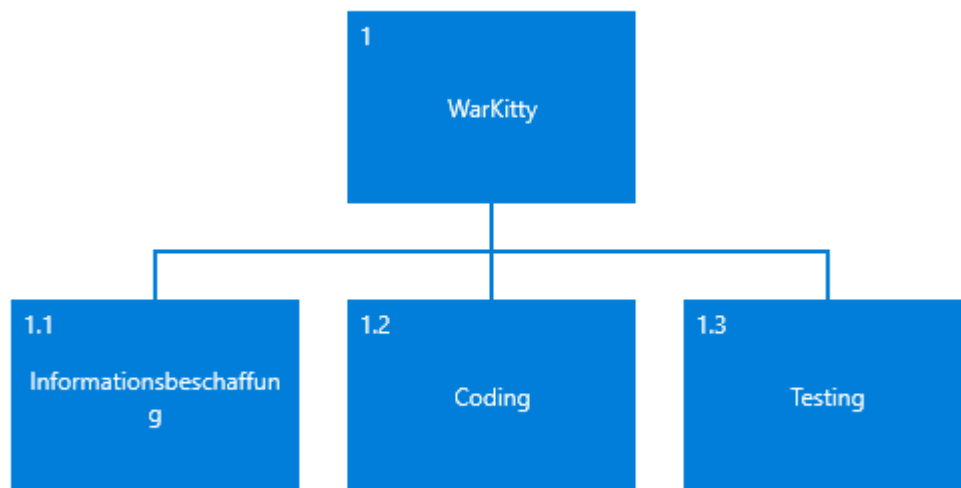 1
WarKitty
1.1
Informationsbeschaffun
g
1.2
Coding
1.3
Testing